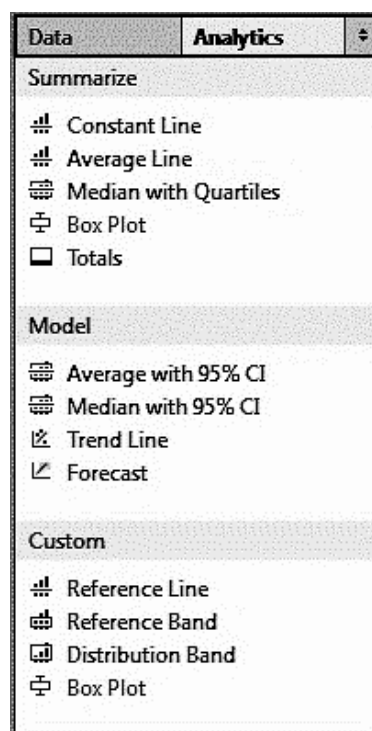 Data Analytics
Summarize
Constant Line
Average Line
Median with Quartiles
Box Plot
Totals
Model
Average with 95% CI
Median with 95% CI
Trend Line
Forecast
Custom
Reference Line
Reference Band
Distribution Band
Box Plot